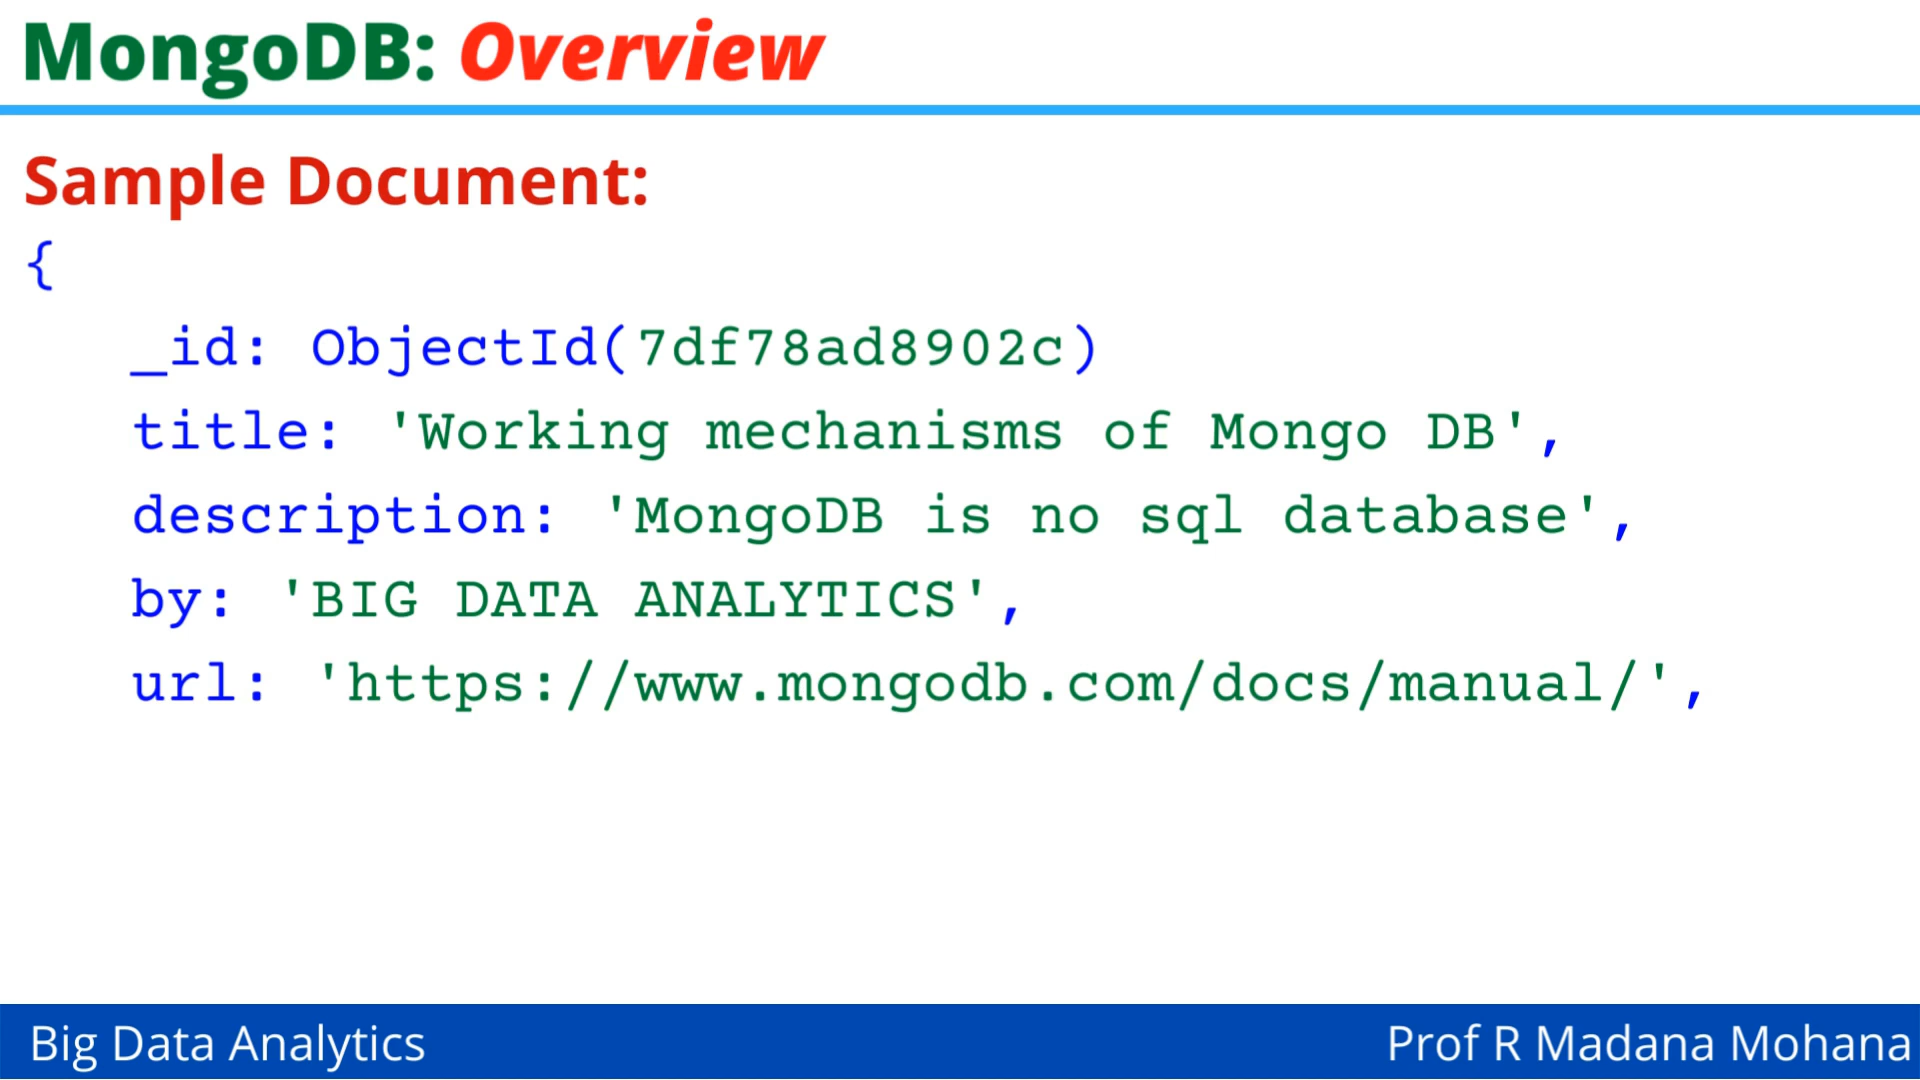 MongoDB: Overview
Sample Document:
{
_id: ObjectId(7df78ad8902c)
title: 'Working mechanisms of Mongo DB',
description: 'MongoDB is no sql database',
by: 'BIG DATA ANALYTICS',
url: 'https://www.mongodb.com/docs/manual/',
Big Data Analytics
Prof R Madana Mohana